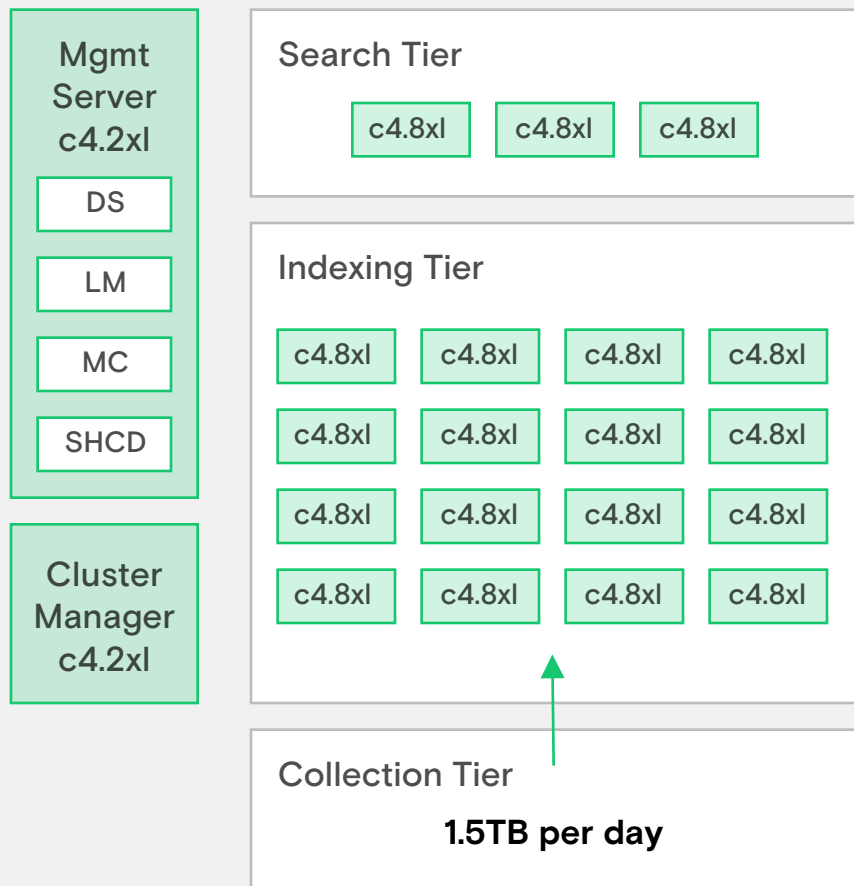 Mgmt
Server
c4.2xl
DS
LM
MC
SHCD
Cluster
Manager
c4.2xl
Search Tier
c4.8xl c4.8xl c4.8xl
Indexing Tier
c4.8xl c4.8xl c4.8xl c4.8xl
c4.8xl c4.8xl c4.8xl c4.8xl
c4.8xl c4.8xl c4.8xl c4.8xl
c4.8xl c4.8xl c4.8xl c4.8xl
Collection Tier
1.5TB per day